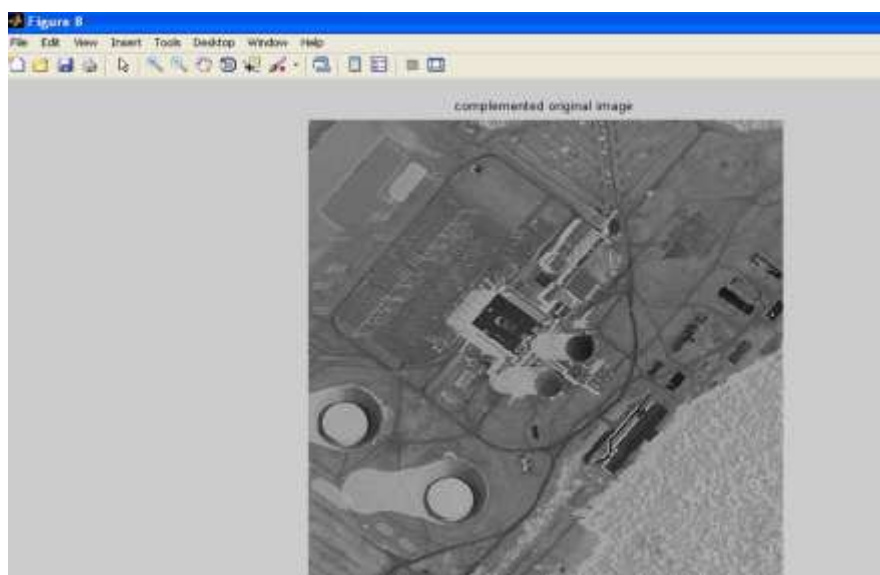 Figure 8
File Edit View Insert Tools Desktop Window Help
complemented original image